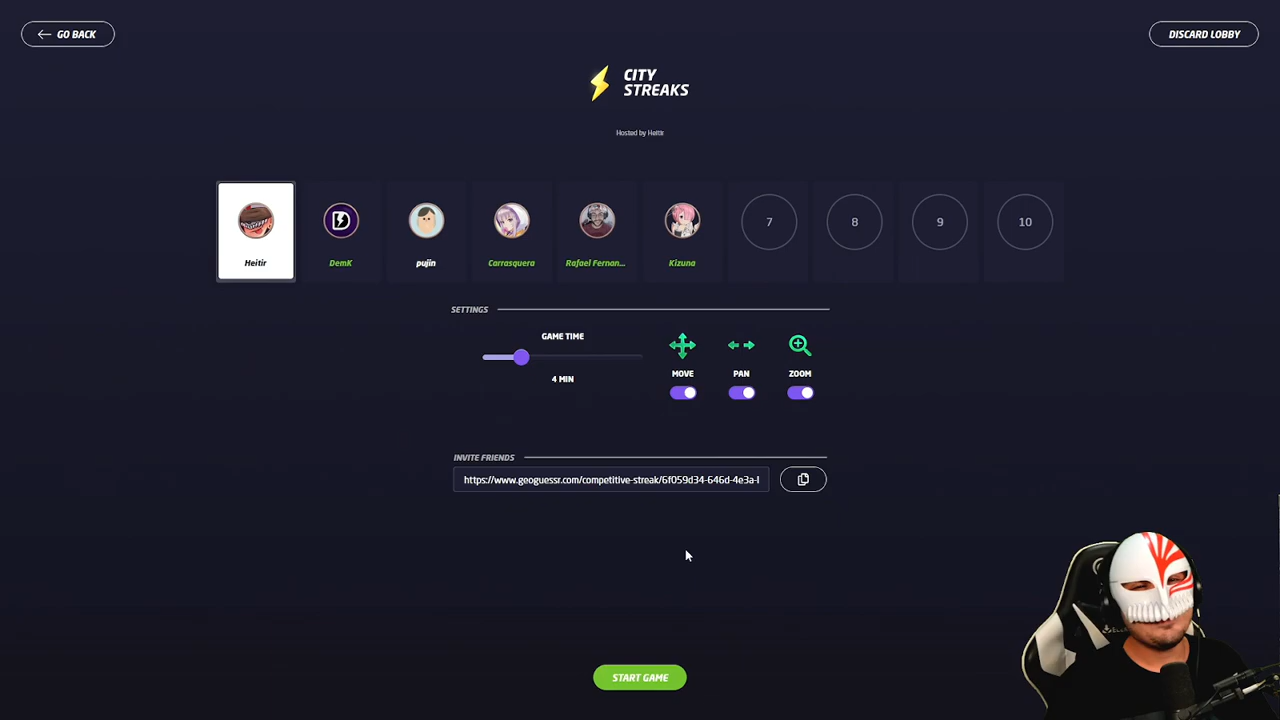 GO BACK
DISCARD LOBBY
CITY
STREAKS
Hosted by Heitir
7
8
9
10
Heitir
DemK
pujin
Carrasquera
Rafael Fernan...
Kizuna
SETTINGS
GAME TIME
4 MIN
MOVE
PAN
ZOOM
INVITE FRIENDS
https://www.geoguessr.com/competitive-streak/6f059d34-646d-4e3a-
START GAME